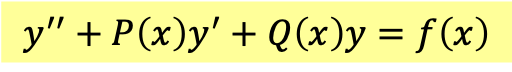 y'' + P(x)y' + Q(x)y = f(x)